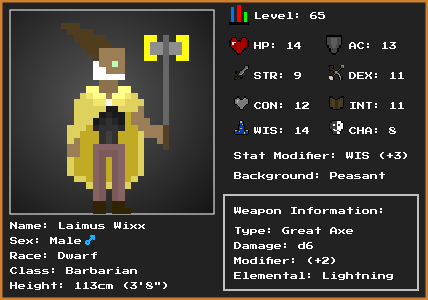 Level: 65
HP: 14
AC: 13
STR: 9
DEX: 11
CON: 12
INT: 11
WIS: 14
CHA: 8
Stat Modifier: WIS (+3)
Background: Peasant
Name: Laimus Wixx
Sex: Male♂
Race: Dwarf
Class: Barbarian
Height: 113cm (3'8")
Weapon Information:
Type: Great Axe
Damage: d6
Modifier: (+2)
Elemental: Lightning